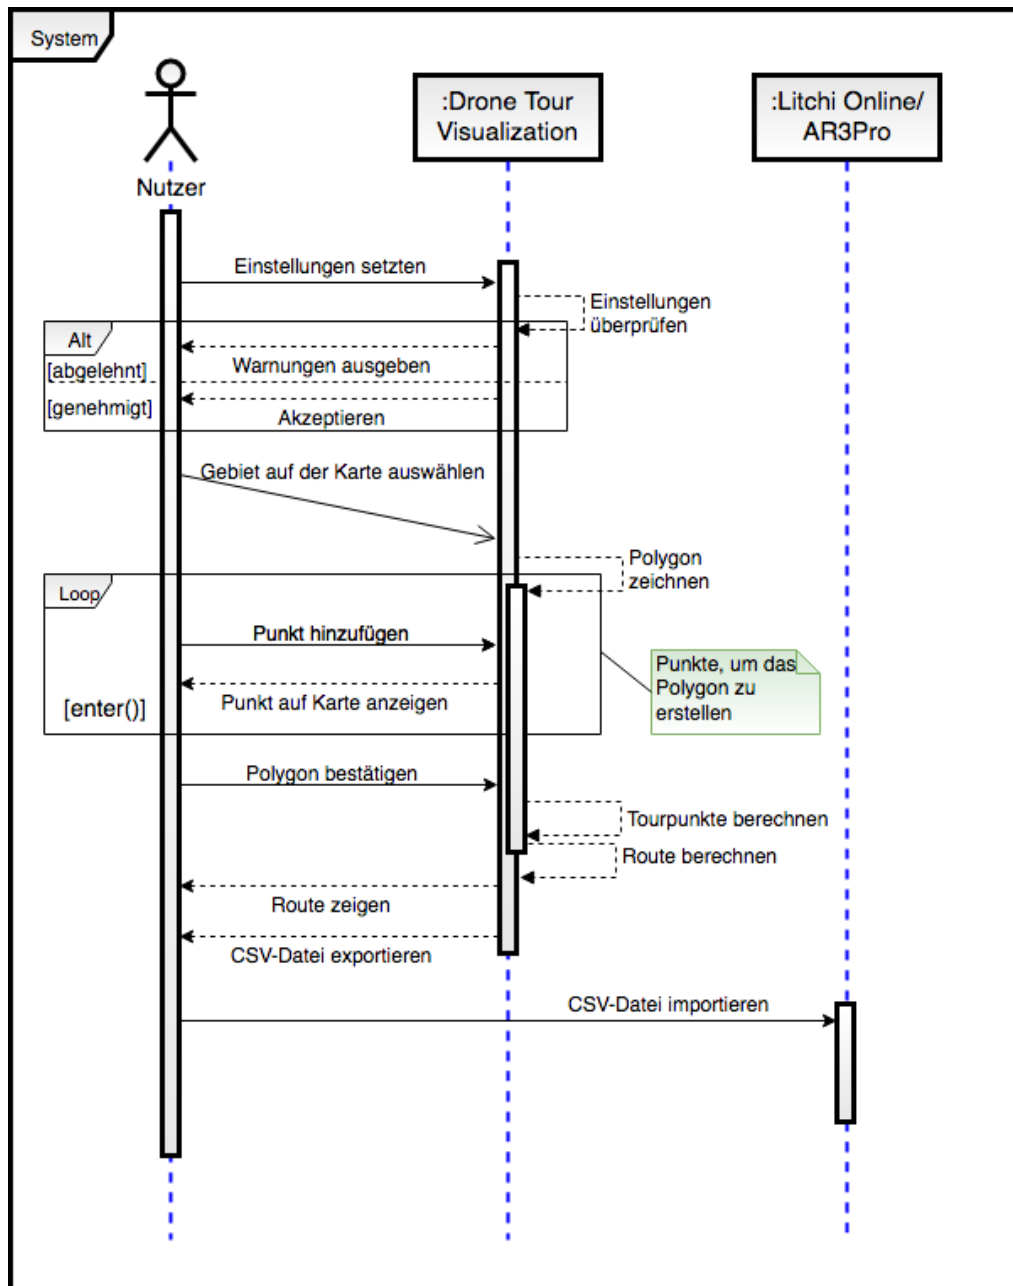 System
:Drone Tour
Visualization
:Litchi Online/
AR3Pro
Nutzer
Einstellungen setzten
Einstellungen
überprüfen
Alt
[abgelehnt]
Warnungen ausgeben
[genehmigt]
Akzeptieren
Gebiet auf der Karte auswählen
Polygon
zeichnen
Loop
Punkt hinzufügen
Punkte, um das
Polygon zu
erstellen
Punkt auf Karte anzeigen
[enter()]
Polygon bestätigen
Tourpunkte berechnen
Route berechnen
Route zeigen
CSV-Datei exportieren
CSV-Datei importieren